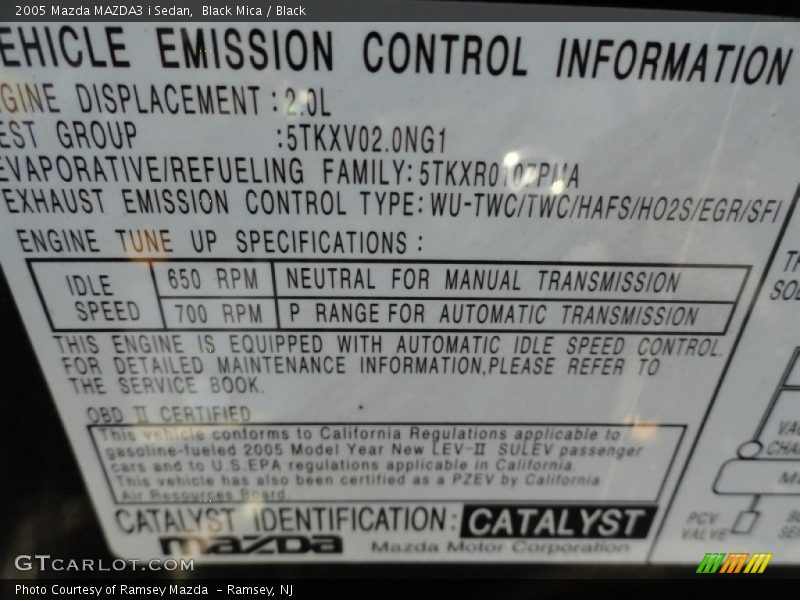 2005 Mazda MAZDA3 i Sedan, Black Mica / Black
EHICLE EMISSION CONTROL INFORMATION
GINE DISPLACEMENT : 2.0L
EST GROUP :5TKXV02.0NG1
EVAPORATIVE/REFUELING FAMILY:
EXHAUST EMISSION CONTROL TYPE: WU-TWC/TWC/HAFS/HO2S/EGR/SFI
ENGINE TUNE UP SPECIFICATIONS :
IDLE SPEED
650 RPM NEUTRAL FOR MANUAL TRANSMISSION
700 RPM P RANGE FOR AUTOMATIC TRANSMISSION
THIS ENGINE IS EQUIPPED WITH AUTOMATIC IDLE SPEED CONTROL.
FOR DETAILED MAINTENANCE INFORMATION,PLEASE REFER TO
THE SERVICE BOOK.
OBD II CERTIFIED
This vehicle conforms to California Regulations applicable to
gasoline-fueled 2005 Model Year New LEV-II SULEV passenger
cars and to U.S.EPA regulations applicable in California.
This vehicle has also been certified as a PZEV by California
Air Resources Board.
CATALYST IDENTIFICATION : CATALYST
mazda Mazda Motor Corporation
PCV
VALVE
GTCARLOT.COM
Photo Courtesy of Ramsey Mazda - Ramsey, NJ